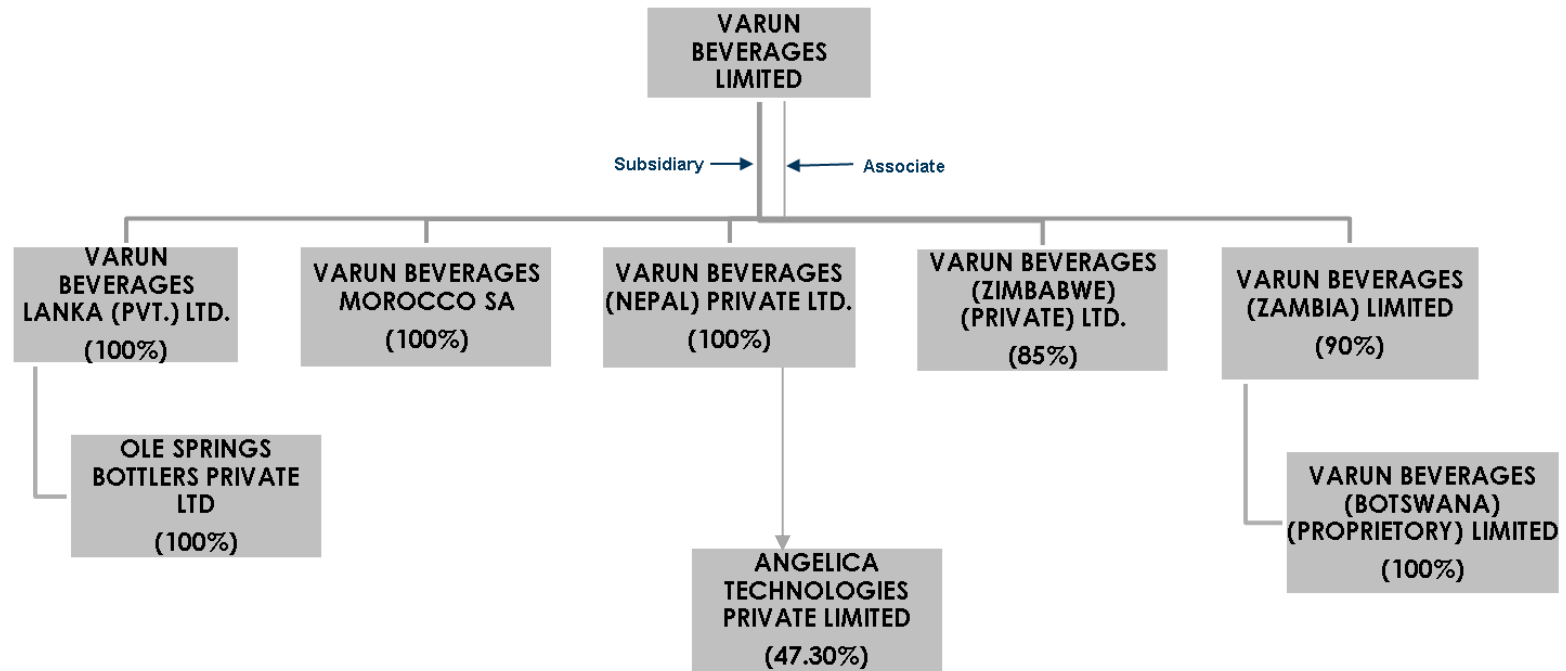 VARUN
BEVERAGES
LIMITED
Subsidiary
Associate
VARUN
BEVERAGES
LANKA (PVT.) LTD.
(100%)
VARUN BEVERAGES
MOROCCO SA
(100%)
VARUN BEVERAGES
(NEPAL) PRIVATE LTD.
(100%)
VARUN BEVERAGES
(ZIMBABWE)
(PRIVATE) LTD.
(85%)
VARUN BEVERAGES
(ZAMBIA) LIMITED
(90%)
OLE SPRINGS
BOTTLERS PRIVATE
LTD
(100%)
ANGELICA
TECHNOLOGIES
PRIVATE LIMITED
(47.30%)
VARUN BEVERAGES
(BOTSWANA)
(PROPRIETORY) LIMITED
(100%)